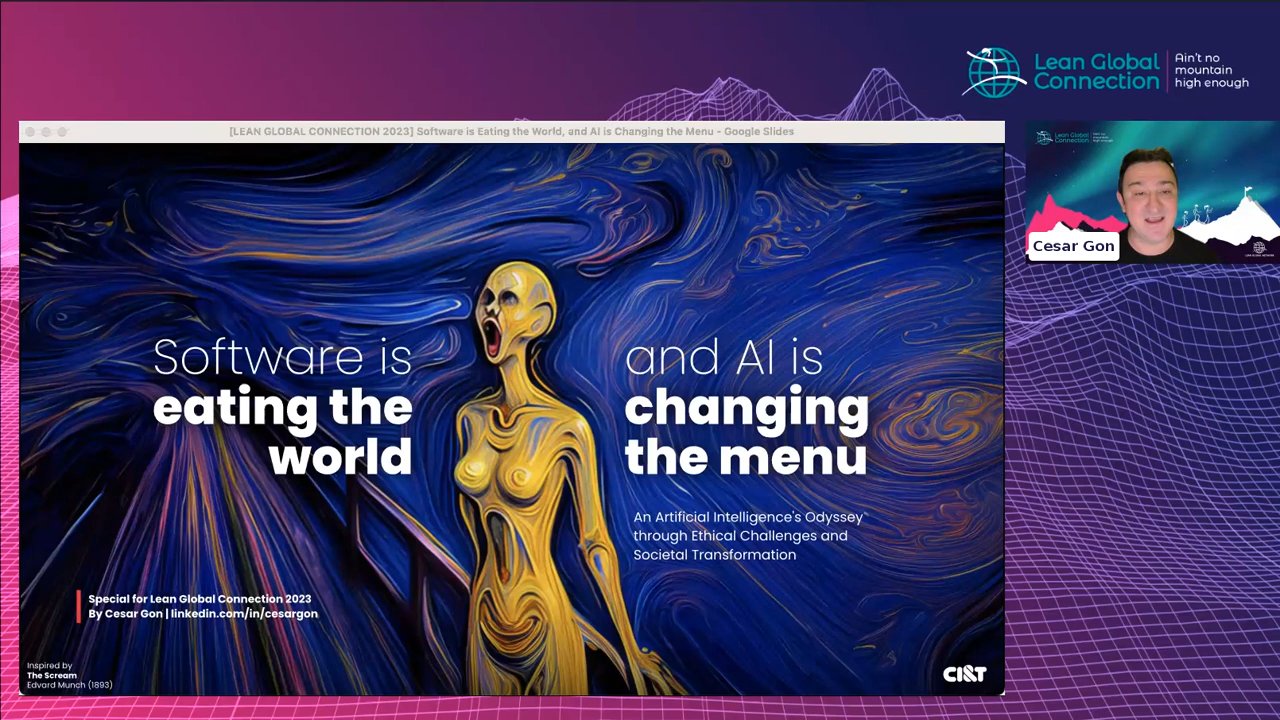 Lean Global
Connection
Ain't no
mountain
high enough
[LEAN GLOBAL CONNECTION 2023] Software is Eating the World, and AI is Changing the Menu - Google Slides
Software is
eating the
world
and AI is
changing
the menu
An Artificial Intelligence's Odyssey
through Ethical Challenges and
Societal Transformation
Special for Lean Global Connection 2023
By Cesar Gon | linkedin.com/in/cesargon
Inspired by
The Scream
Edvard Munch (1893)
CI&T
Lean Global
Connection
Cesar Gon